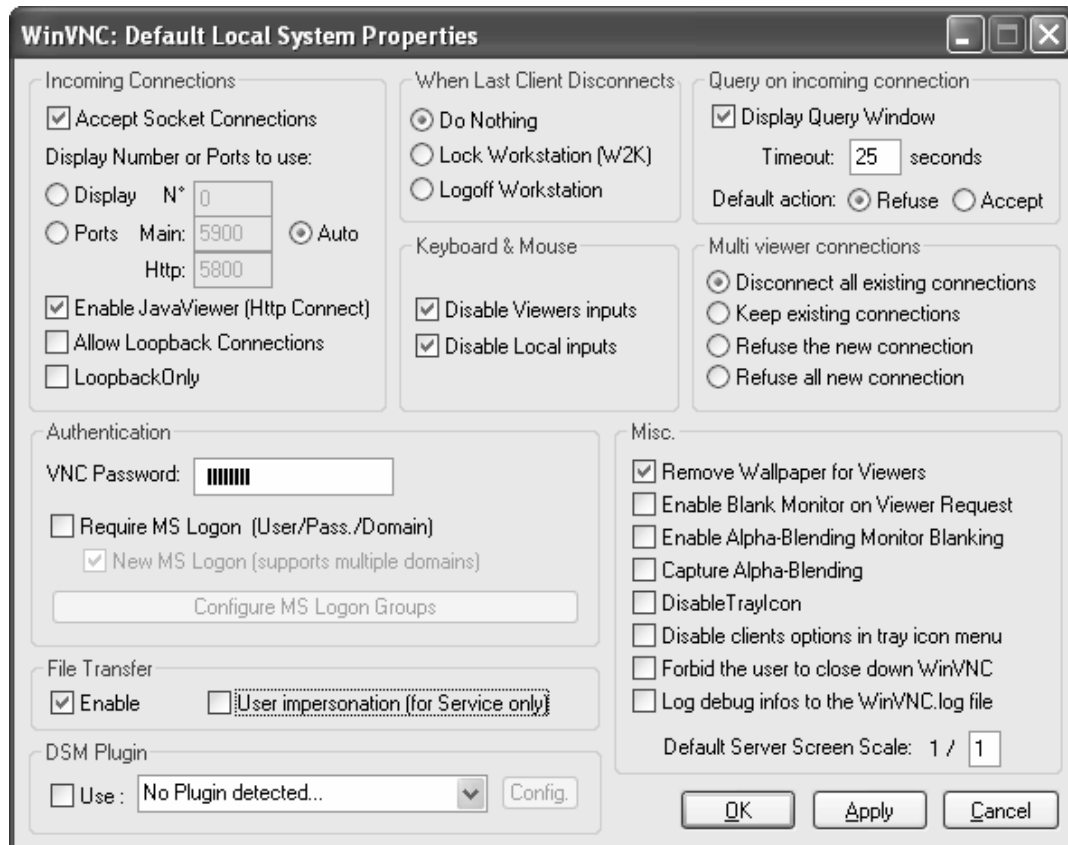 WinVNC: Default Local System Properties
Incoming Connections
Accept Socket Connections
Display Number or Ports to use:
Display N° 0
Ports Main: 5900 Auto
Http: 5800
Enable JavaViewer (Http Connect)
Allow Loopback Connections
LoopbackOnly
When Last Client Disconnects
Do Nothing
Lock Workstation (W2K)
Logoff Workstation
Keyboard & Mouse
Disable Viewers inputs
Disable Local inputs
Query on incoming connection
Display Query Window
Timeout: 25 seconds
Default action: Refuse Accept
Multi viewer connections
Disconnect all existing connections
Keep existing connections
Refuse the new connection
Refuse all new connection
Authentication
VNC Password:
Require MS Logon (User/Pass./Domain)
New MS Logon (supports multiple domains)
Configure MS Logon Groups
File Transfer
Enable User impersonation (for Service only)
DSM Plugin
Use : No Plugin detected... Config.
Misc.
Remove Wallpaper for Viewers
Enable Blank Monitor on Viewer Request
Enable Alpha-Blending Monitor Blanking
Capture Alpha-Blending
DisableTrayIcon
Disable clients options in tray icon menu
Forbid the user to close down WinVNC
Log debug infos to the WinVNC.log file
Default Server Screen Scale: 1 / 1
OK Apply Cancel